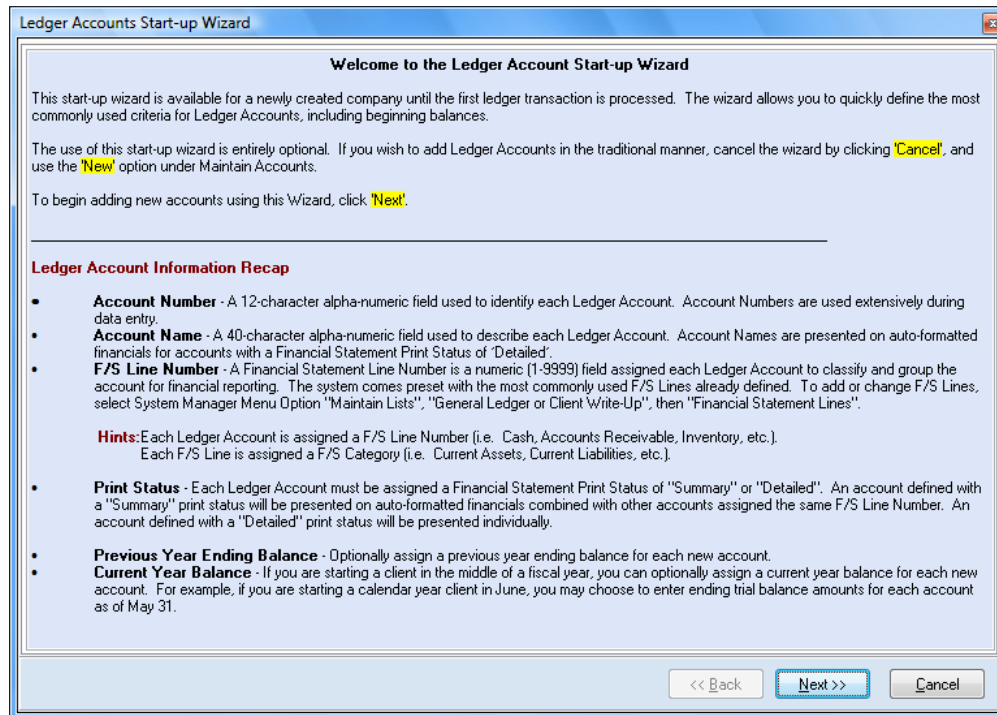 Ledger Accounts Start-up Wizard
Welcome to the Ledger Account Start-up Wizard
This start-up wizard is available for a newly created company until the first ledger transaction is processed.  The wizard allows you to quickly define the most
commonly used criteria for Ledger Accounts, including beginning balances.
The use of this start-up wizard is entirely optional.  If you wish to add Ledger Accounts in the traditional manner, cancel the wizard by clicking 'Cancel', and
use the 'New' option under Maintain Accounts.
To begin adding new accounts using this Wizard, click 'Next'.
Ledger Account Information Recap
• Account Number - A 12-character alpha-numeric field used to identify each Ledger Account.  Account Numbers are used extensively during
data entry.
• Account Name - A 40-character alpha-numeric field used to describe each Ledger Account.  Account Names are presented on auto-formatted
financials for accounts with a Financial Statement Print Status of 'Detailed'.
• F/S Line Number - A Financial Statement Line Number is a numeric (1-9999) field assigned each Ledger Account to classify and group the
account for financial reporting.  The system comes preset with the most commonly used F/S Lines already defined.  To add or change F/S Lines,
select System Manager Menu Option "Maintain Lists", "General Ledger or Client Write-Up", then "Financial Statement Lines".
Hints: Each Ledger Account is assigned a F/S Line Number (i.e.  Cash, Accounts Receivable, Inventory, etc.).
Each F/S Line is assigned a F/S Category (i.e.  Current Assets, Current Liabilities, etc.).
• Print Status - Each Ledger Account must be assigned a Financial Statement Print Status of "Summary" or "Detailed".  An account defined with
a "Summary" print status will be presented on auto-formatted financials combined with other accounts assigned the same F/S Line Number.  An
account defined with a "Detailed" print status will be presented individually.
• Previous Year Ending Balance - Optionally assign a previous year ending balance for each new account.
• Current Year Balance - If you are starting a client in the middle of a fiscal year, you can optionally assign a current year balance for each new
account.  For example, if you are starting a calendar year client in June, you may choose to enter ending trial balance amounts for each account
as of May 31.
<< Back
Next >>
Cancel